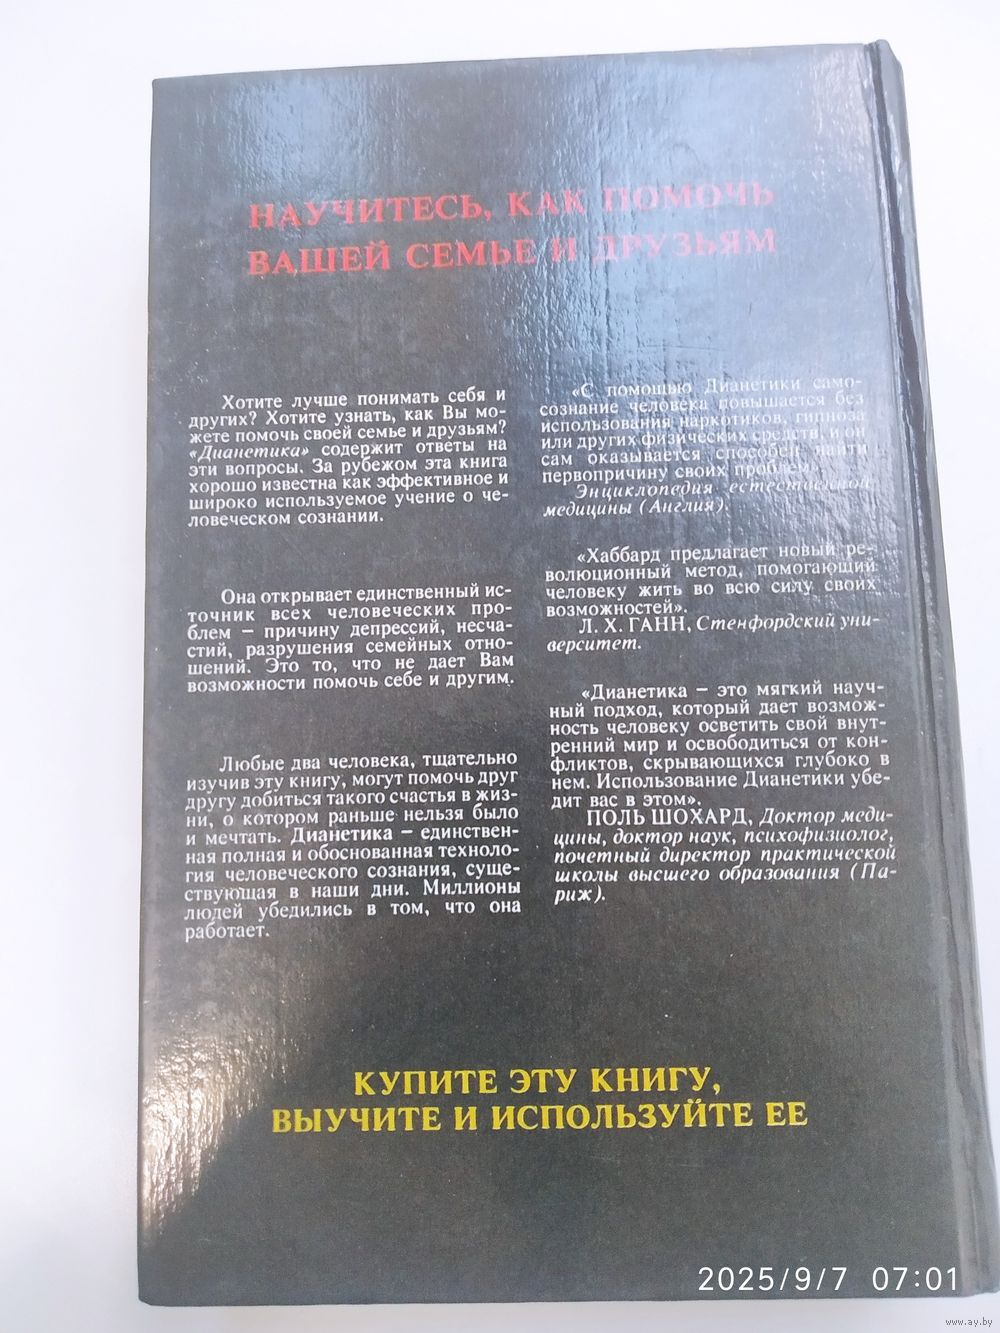 НАУЧИТЕСЬ, КАК ПОМОЧЬ
ВАШЕЙ СЕМЬЕ И ДРУЗЬЯМ
Хотите лучше понимать себя и
других? Хотите узнать, как Вы мо-
жете помочь своей семье и друзьям?
«Дианетика» содержит ответы на
эти вопросы. За рубежом эта книга
хорошо известна как эффективное и
широко используемое учение о че-
ловеческом сознании.
Она открывает единственный ис-
точник всех человеческих про-
блем – причину депрессий, несча-
стий, разрушения семейных отно-
шений. Это то, что не дает Вам
возможности помочь себе и другим.
Любые два человека, тщательно
изучив эту книгу, могут помочь друг
другу добиться такого счастья в жиз-
ни, о котором раньше нельзя было
и мечтать. Дианетика – единствен-
ная полная и обоснованная техноло-
гия человеческого сознания, суще-
ствующая в наши дни. Миллионы
людей убедились в том, что она
работает.
«С помощью Дианетики само-
сознание человека повышается без
использования наркотиков, гипноза
или других физических средств, и он
сам оказывается способен найти
первопричину своих проблем».
Энциклопедия естественной
медицины (Англия).
«Хаббард предлагает новый ре-
волюционный метод, помогающий
человеку жить во всю силу своих
возможностей».
Л. Х. ГАНН, Стенфордский уни-
верситет.
«Дианетика – это мягкий науч-
ный подход, который дает возмож-
ность человеку осветить свой внут-
ренний мир и освободиться от кон-
фликтов, скрывающихся глубоко в
нем. Использование Дианетики убе-
дит вас в этом».
ПОЛЬ ШОХАРД, Доктор меди-
цины, доктор наук, психофизиолог,
почетный директор практической
школы высшего образования (Па-
риж).
КУПИТЕ ЭТУ КНИГУ,
ВЫУЧИТЕ И ИСПОЛЬЗУЙТЕ ЕЕ
2025/9/7 07:01
www.ay.by